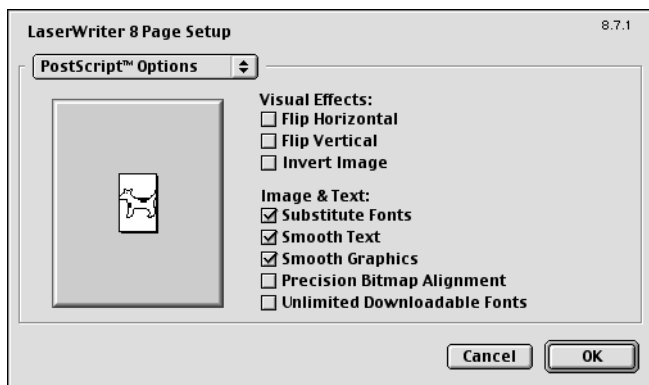 LaserWriter 8 Page Setup
8.7.1
PostScript™ Options
Visual Effects:
Flip Horizontal
Flip Vertical
Invert Image
Image & Text:
Substitute Fonts
Smooth Text
Smooth Graphics
Precision Bitmap Alignment
Unlimited Downloadable Fonts
Cancel
OK